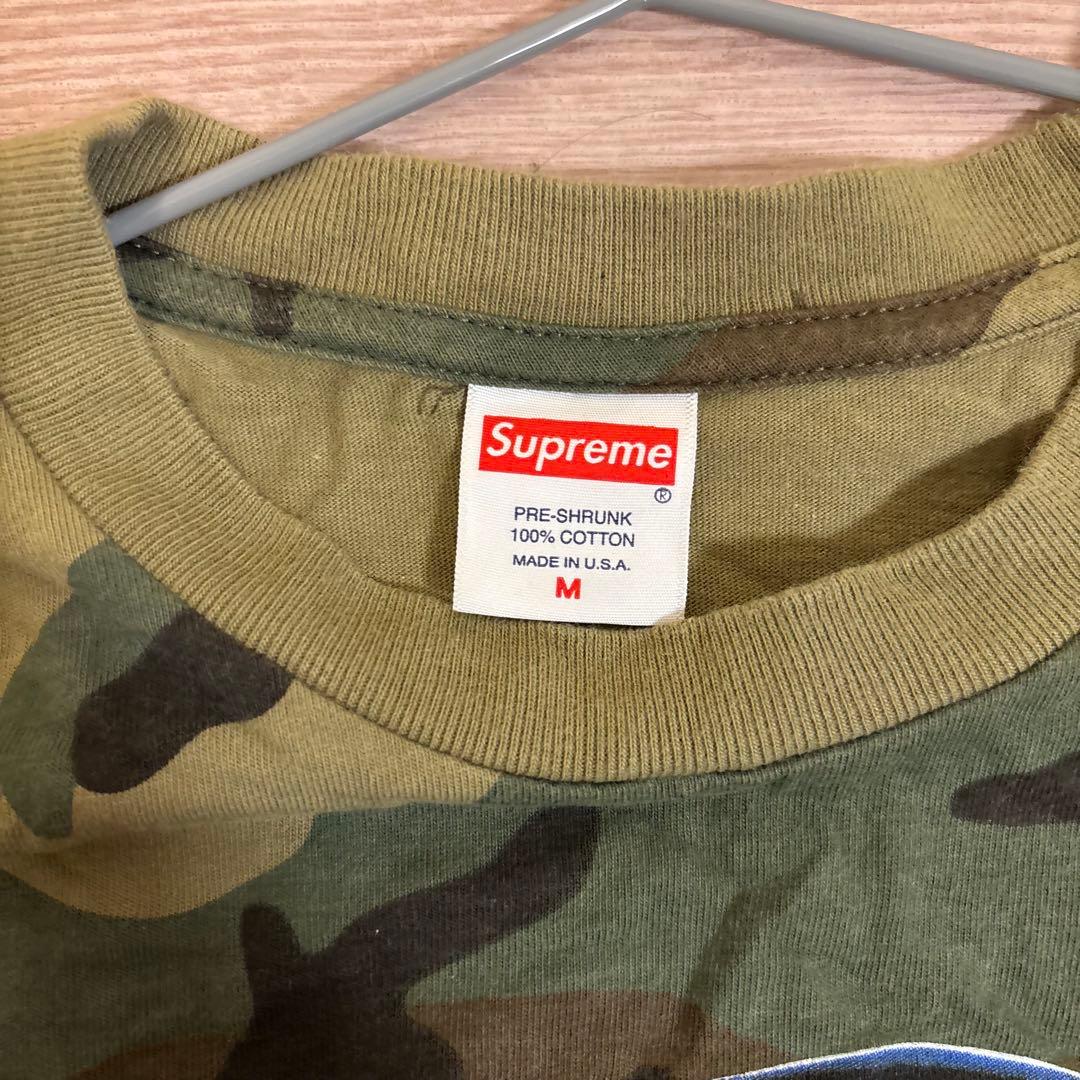 Supreme
®
PRE-SHRUNK
100% COTTON
MADE IN U.S.A.
M